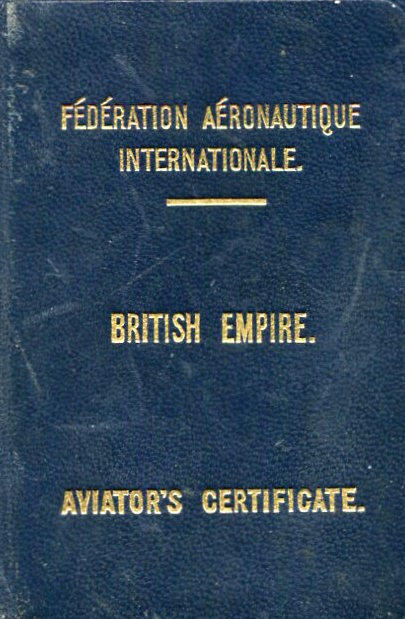 FÉDÉRATION AÉRONAUTIQUE
INTERNATIONALE.
BRITISH EMPIRE.
AVIATOR'S CERTIFICATE.